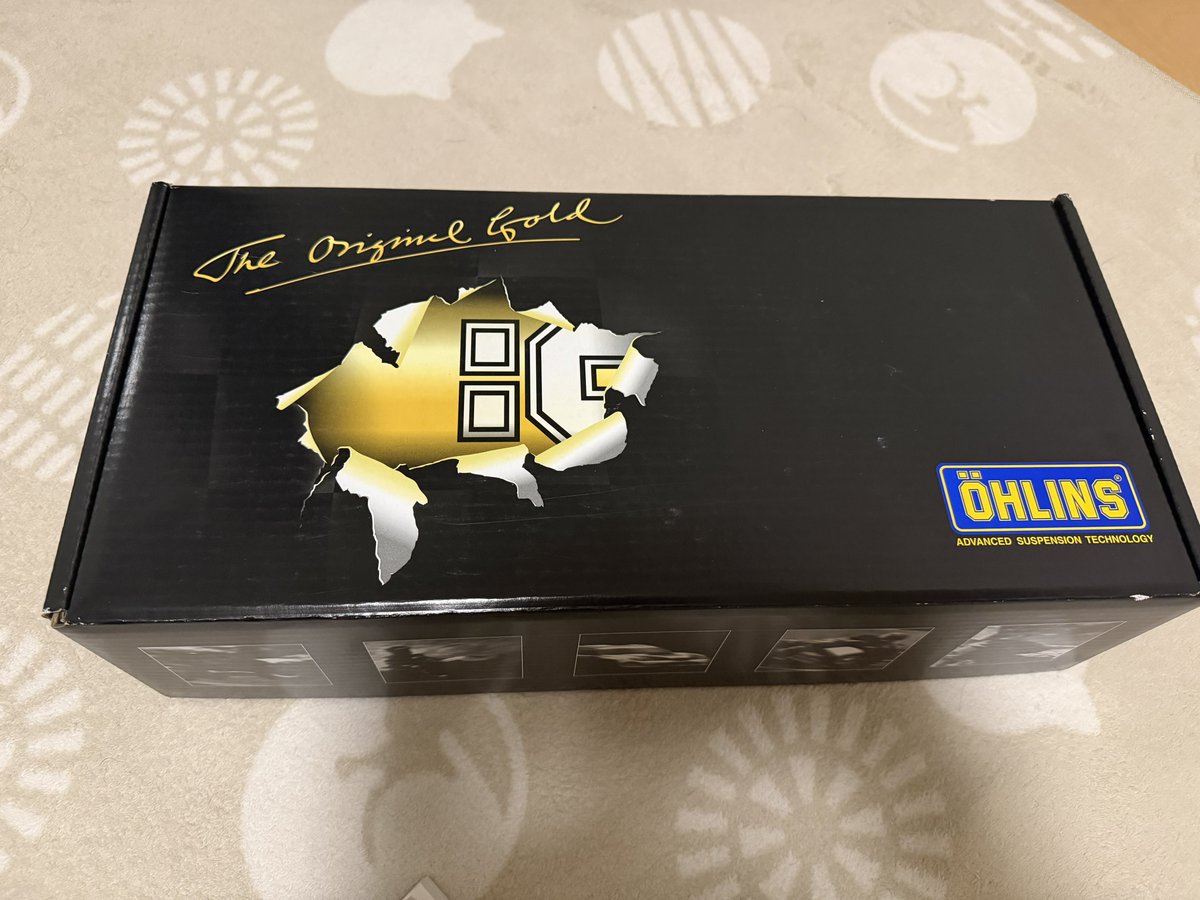 The Original Gold
ÖHLINS®
ADVANCED SUSPENSION TECHNOLOGY